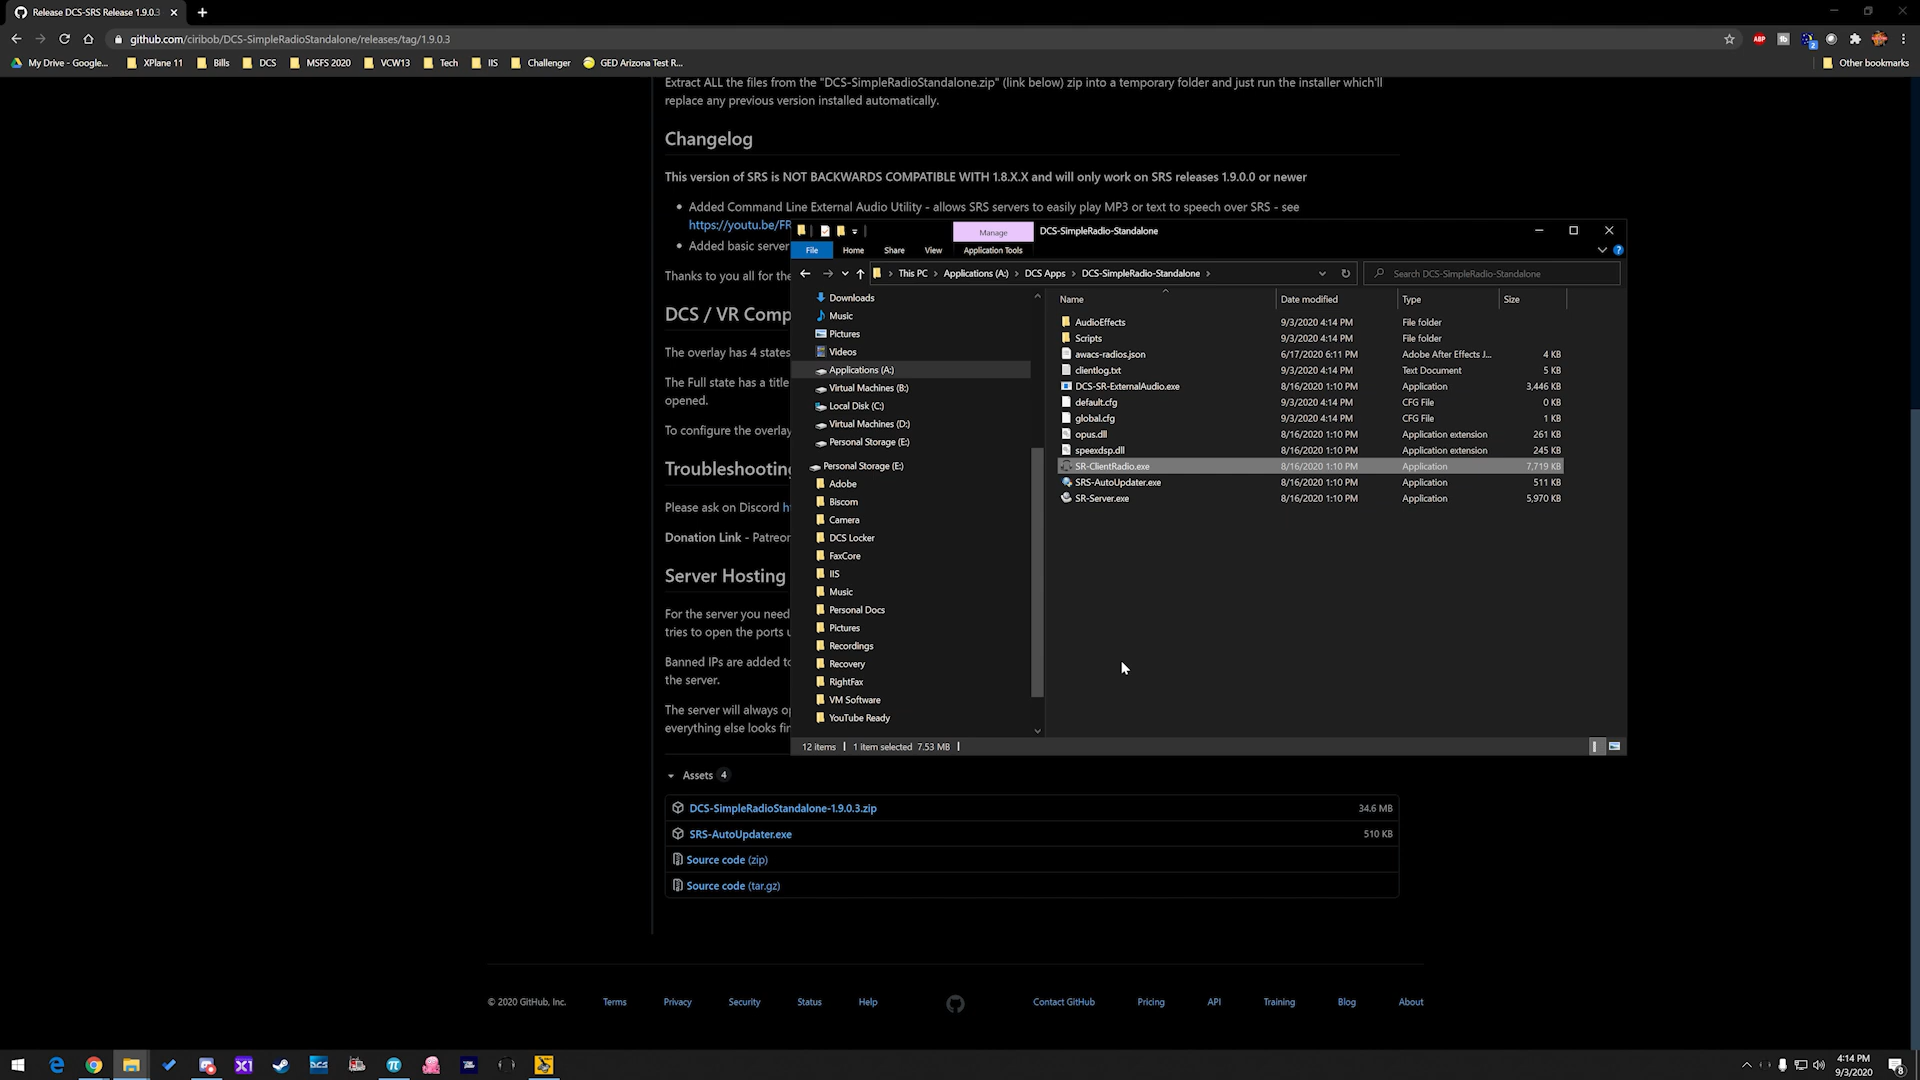 Release DCS-SRS Release 1.9.0.3
github.com/ciribob/DCS-SimpleRadioStandalone/releases/tag/1.9.0.3
ABP
My Drive - Google...
XPlane 11
Bills
DCS
MSFS 2020
VCW13
Tech
IIS
Challenger
GED Arizona Test R...
Other bookmarks
Extract ALL the files from the "DCS-SimpleRadioStandalone.zip" (link below) zip into a temporary folder and just run the installer which'll
replace any previous version installed automatically.
Changelog
This version of SRS is NOT BACKWARDS COMPATIBLE WITH 1.8.X.X and will only work on SRS releases 1.9.0.0 or newer
Added Command Line External Audio Utility - allows SRS servers to easily play MP3 or text to speech over SRS - see
https://youtu.be/FR
Added basic server
Thanks to you all for the
DCS / VR Comp
The overlay has 4 states
The Full state has a title
opened.
To configure the overlay
Troubleshooting
Please ask on Discord
Donation Link - Patreon
Server Hosting
For the server you need
tries to open the ports
Banned IPs are added to
the server.
The server will always
everything else looks
Manage
DCS-SimpleRadio-Standalone
File
Home
Share
View
Application Tools
This PC
Applications (A:)
DCS Apps
DCS-SimpleRadio-Standalone
Search DCS-SimpleRadio-Standalone
Downloads
Music
Pictures
Videos
Applications (A:)
Virtual Machines (B:)
Local Disk (C:)
Virtual Machines (D:)
Personal Storage (E:)
Personal Storage (E:)
Adobe
Biscom
Camera
DCS Locker
FaxCore
IIS
Music
Personal Docs
Pictures
Recordings
Recovery
RightFax
VM Software
YouTube Ready
Name Date modified Type Size
AudioEffects 9/3/2020 4:14 PM File folder
Scripts 9/3/2020 4:14 PM File folder
awacs-radios.json 6/17/2020 6:11 PM Adobe After Effects J... 4 KB
clientlog.txt 9/3/2020 4:14 PM Text Document 5 KB
DCS-SR-ExternalAudio.exe 8/16/2020 1:10 PM Application 3,446 KB
default.cfg 9/3/2020 4:14 PM CFG File 0 KB
global.cfg 9/3/2020 4:14 PM CFG File 1 KB
opus.dll 8/16/2020 1:10 PM Application extension 261 KB
speexdsp.dll 8/16/2020 1:10 PM Application extension 245 KB
SR-ClientRadio.exe 8/16/2020 1:10 PM Application 7,719 KB
SRS-AutoUpdater.exe 8/16/2020 1:10 PM Application 511 KB
SR-Server.exe 8/16/2020 1:10 PM Application 5,970 KB
12 items
1 item selected 7.53 MB
Assets 4
DCS-SimpleRadioStandalone-1.9.0.3.zip 34.6 MB
SRS-AutoUpdater.exe 510 KB
Source code (zip)
Source code (tar.gz)
© 2020 GitHub, Inc.
Terms
Privacy
Security
Status
Help
Contact GitHub
Pricing
API
Training
Blog
About
X1
DCS
4:14 PM
9/3/2020
8